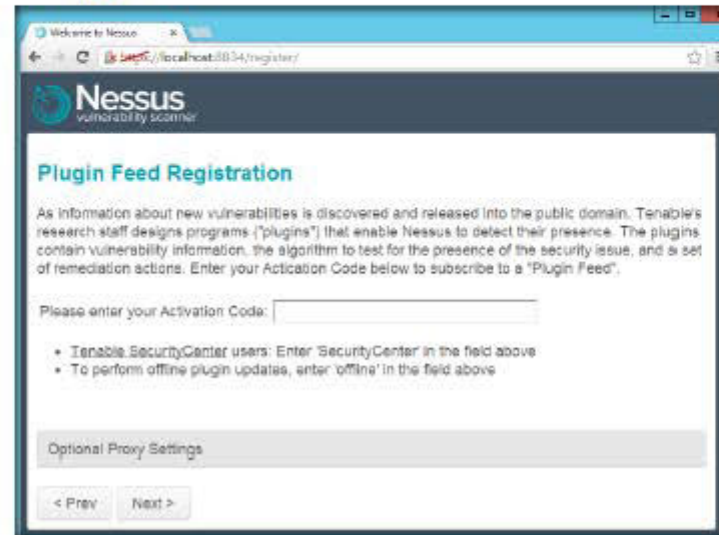 Welcome to Nessus
https://localhost:8834/register/
Nessus
vulnerability scanner
Plugin Feed Registration
As information about new vulnerabilities is discovered and released into the public domain. Tenable's
research staff designs programs ("plugins") that enable Nessus to detect their presence. The plugins
contain vulnerability information, the algorithm to test for the presence of the security issue, and a set
of remediation actions. Enter your Actication Code below to subscribe to a "Plugin Feed".
Please enter your Activation Code:
• Tenable SecurityCenter users: Enter 'SecurityCenter' in the field above
• To perform offline plugin updates, enter 'offline' in the field above
Optional Proxy Settings
< Prev
Next >